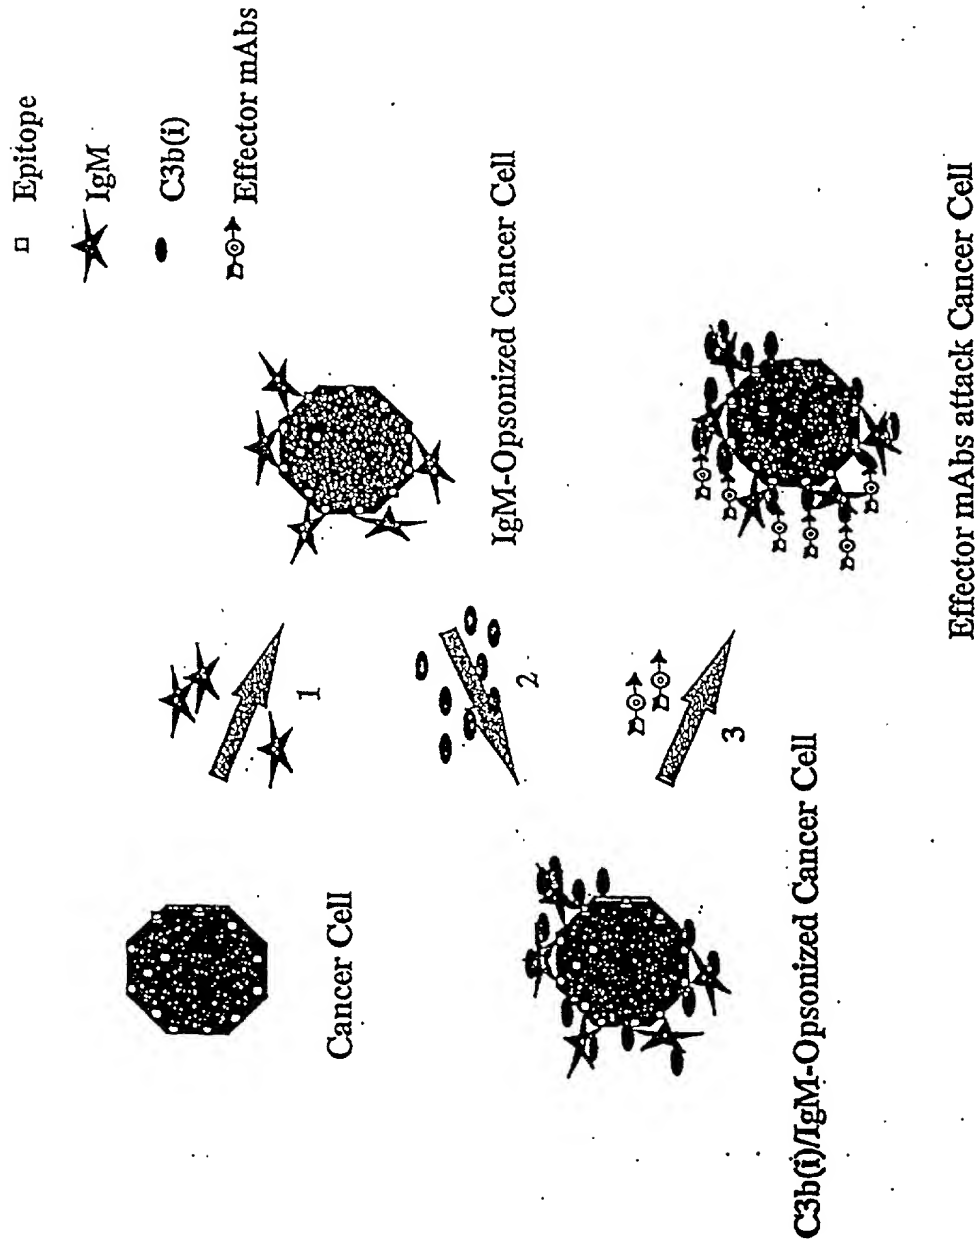 Epitope
IgM
C3b(i)
Effector mAbs
Cancer Cell
1
IgM-Opsonized Cancer Cell
2
C3b(i)/IgM-Opsonized Cancer Cell
3
Effector mAbs attack Cancer Cell